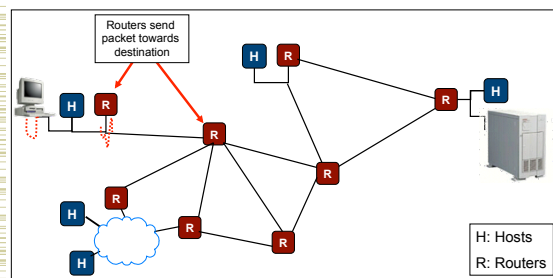 Routers send
packet towards
destination
H
R
H
R
R
H
R
R
R
H
R
R
H
H: Hosts
R: Routers